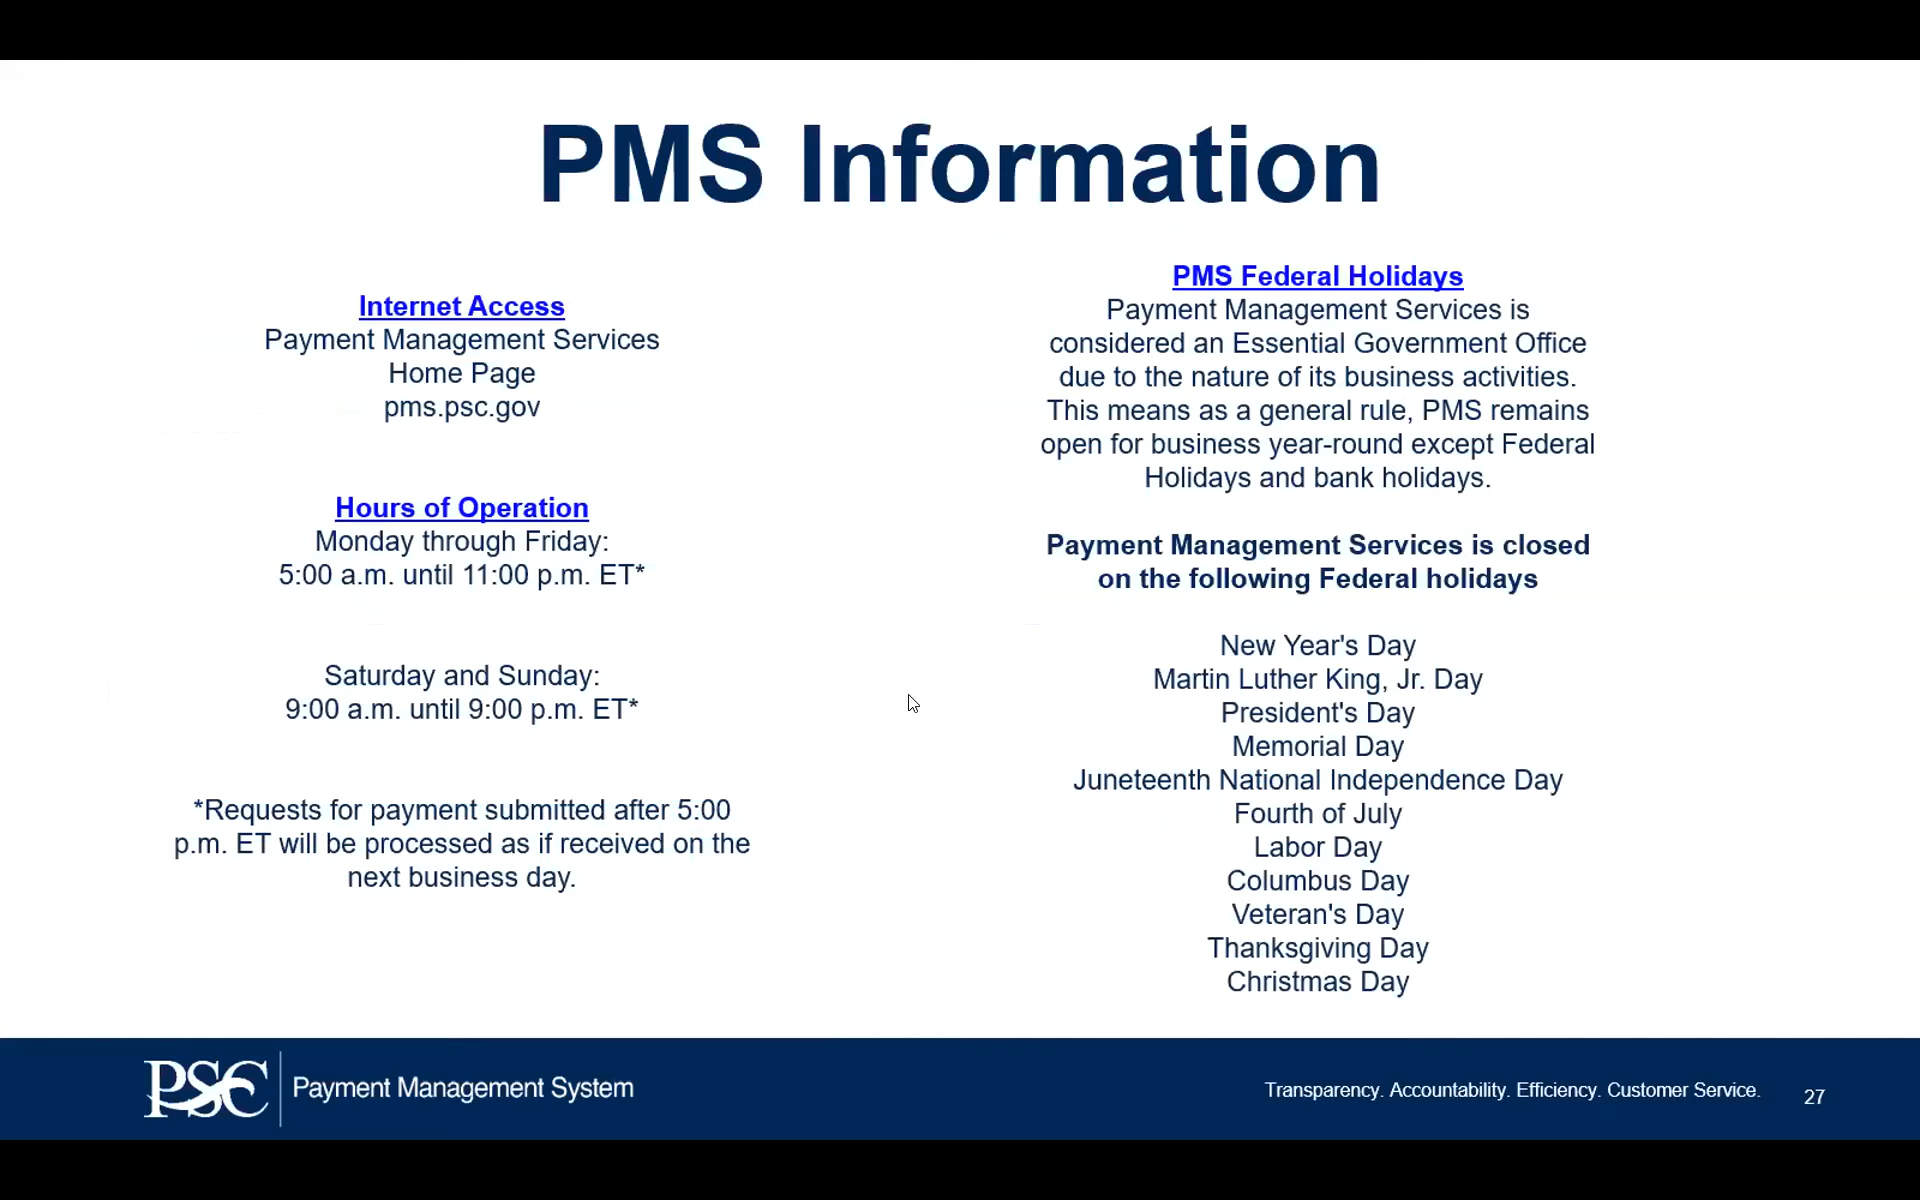 PMS Information
Internet Access
Payment Management Services
Home Page
pms.psc.gov
Hours of Operation
Monday through Friday:
5:00 a.m. until 11:00 p.m. ET*
Saturday and Sunday:
9:00 a.m. until 9:00 p.m. ET*
*Requests for payment submitted after 5:00
p.m. ET will be processed as if received on the
next business day.
PMS Federal Holidays
Payment Management Services is
considered an Essential Government Office
due to the nature of its business activities.
This means as a general rule, PMS remains
open for business year-round except Federal
Holidays and bank holidays.
Payment Management Services is closed
on the following Federal holidays
New Year's Day
Martin Luther King, Jr. Day
President's Day
Memorial Day
Juneteenth National Independence Day
Fourth of July
Labor Day
Columbus Day
Veteran's Day
Thanksgiving Day
Christmas Day
PSC Payment Management System
Transparency. Accountability. Efficiency. Customer Service.
27